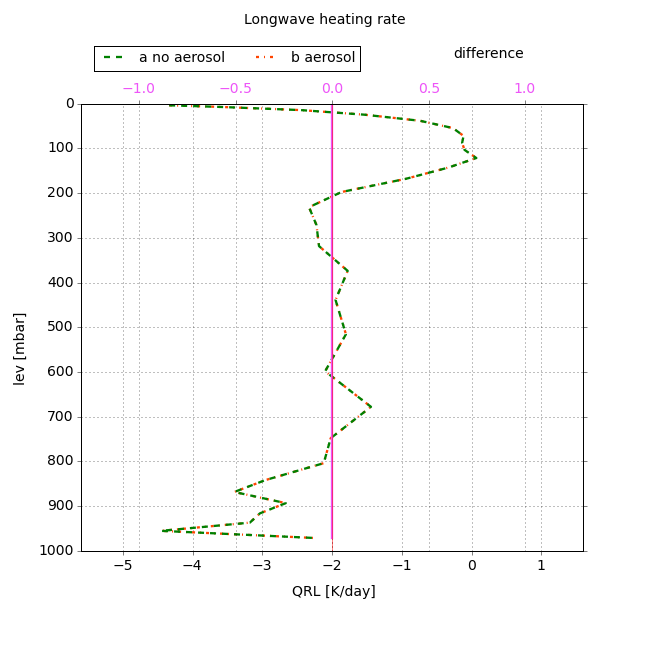 Longwave heating rate
a no aerosol b aerosol difference
−1.0 −0.5 0.0 0.5 1.0
0
100
200
300
400
500
600
700
800
900
1000
lev [mbar]
−5 −4 −3 −2 −1 0 1
QRL [K/day]